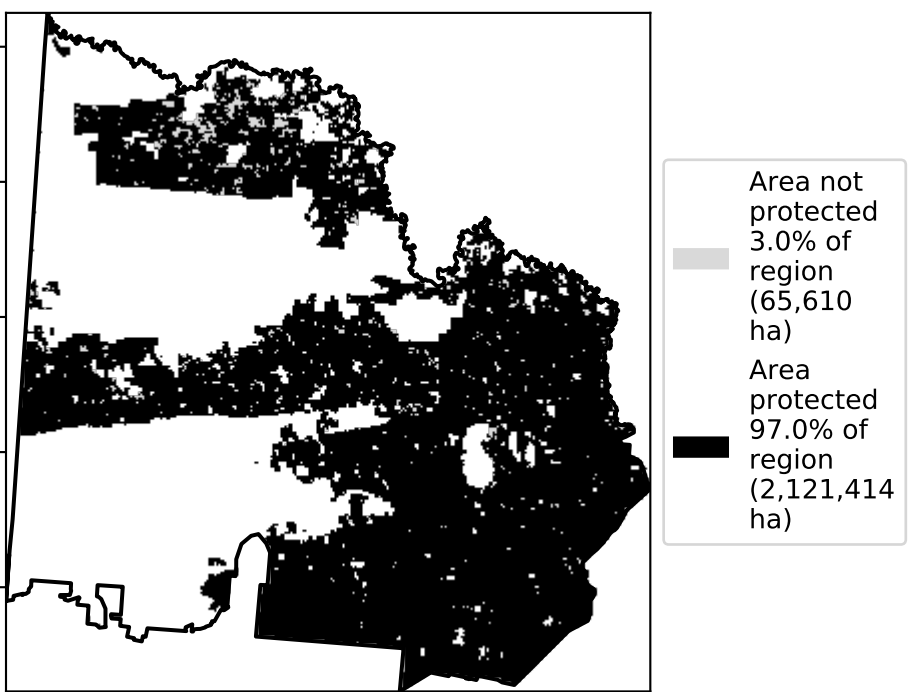 Area not
protected
3.0% of
region
(65,610
ha)
Area
protected
97.0% of
region
(2,121,414
ha)